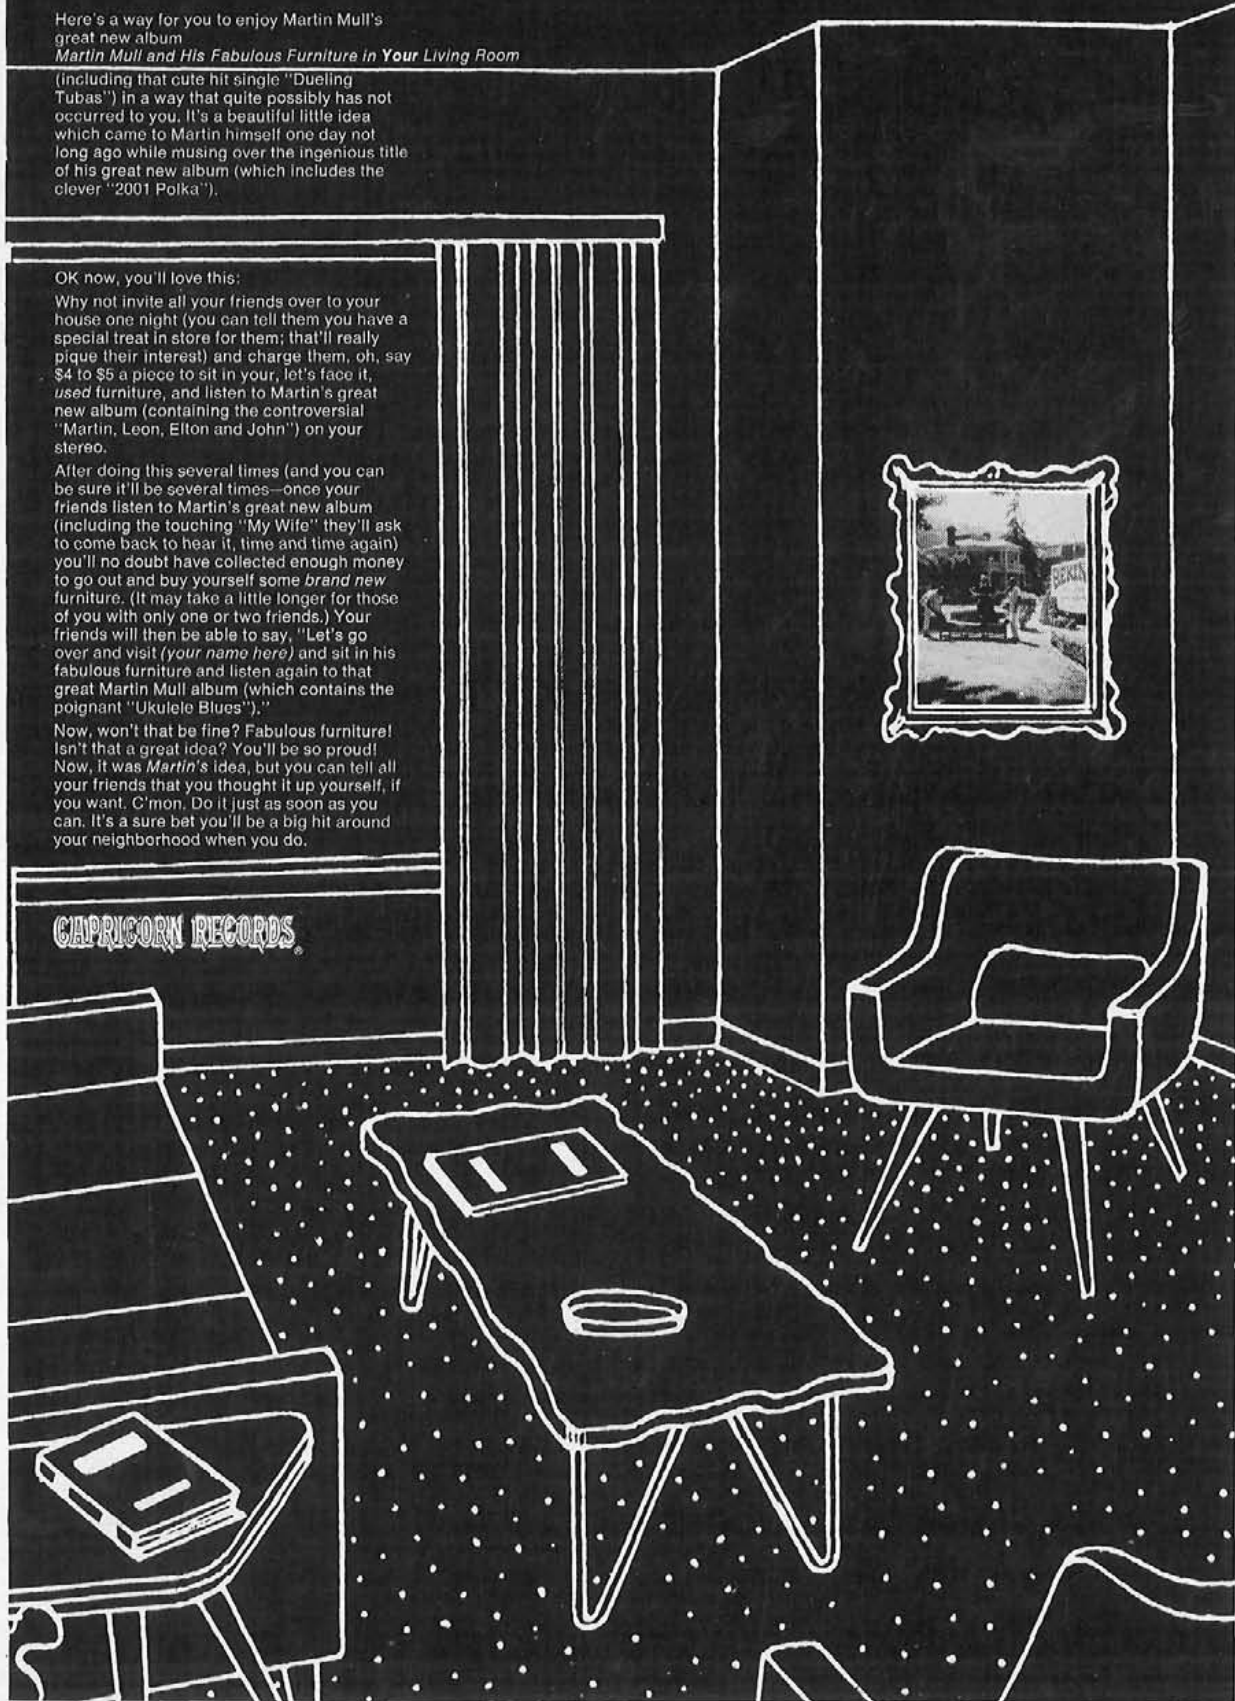 Here's a way for you to enjoy Martin Mull's
great new album
Martin Mull and His Fabulous Furniture in Your Living Room
(including that cute hit single "Dueling
Tubas") in a way that quite possibly has not
occurred to you. It's a beautiful little idea
which came to Martin himself one day not
long ago while musing over the ingenious title
of his great new album (which includes the
clever "2001 Polka").
OK now, you'll love this:
Why not invite all your friends over to your
house one night (you can tell them you have a
special treat in store for them; that'll really
pique their interest) and charge them, oh, say
$4 to $5 a piece to sit in your, let's face it,
used furniture, and listen to Martin's great
new album (containing the controversial
"Martin, Leon, Elton and John") on your
stereo.
After doing this several times (and you can
be sure it'll be several times—once your
friends listen to Martin's great new album
(including the touching "My Wife" they'll ask
to come back to hear it, time and time again)
you'll no doubt have collected enough money
to go out and buy yourself some brand new
furniture. (It may take a little longer for those
of you with only one or two friends.) Your
friends will then be able to say, "Let's go
over and visit (your name here) and sit in his
fabulous furniture and listen again to that
great Martin Mull album (which contains the
poignant "Ukulele Blues")."
Now, won't that be fine? Fabulous furniture!
Isn't that a great idea? You'll be so proud!
Now, it was Martin's idea, but you can tell all
your friends that you thought it up yourself, if
you want. C'mon. Do it just as soon as you
can. It's a sure bet you'll be a big hit around
your neighborhood when you do.
BEKIN
CAPRICORN RECORDS®